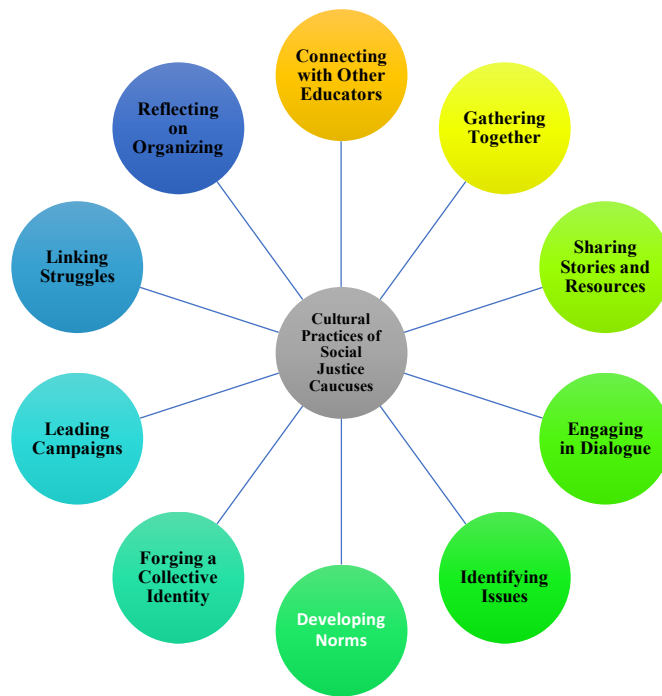 Connecting
with Other
Educators
Gathering
Together
Sharing
Stories and
Resources
Engaging
in Dialogue
Identifying
Issues
Developing
Norms
Forging a
Collective
Identity
Leading
Campaigns
Linking
Struggles
Reflecting
on
Organizing
Cultural
Practices of
Social
Justice
Caucuses